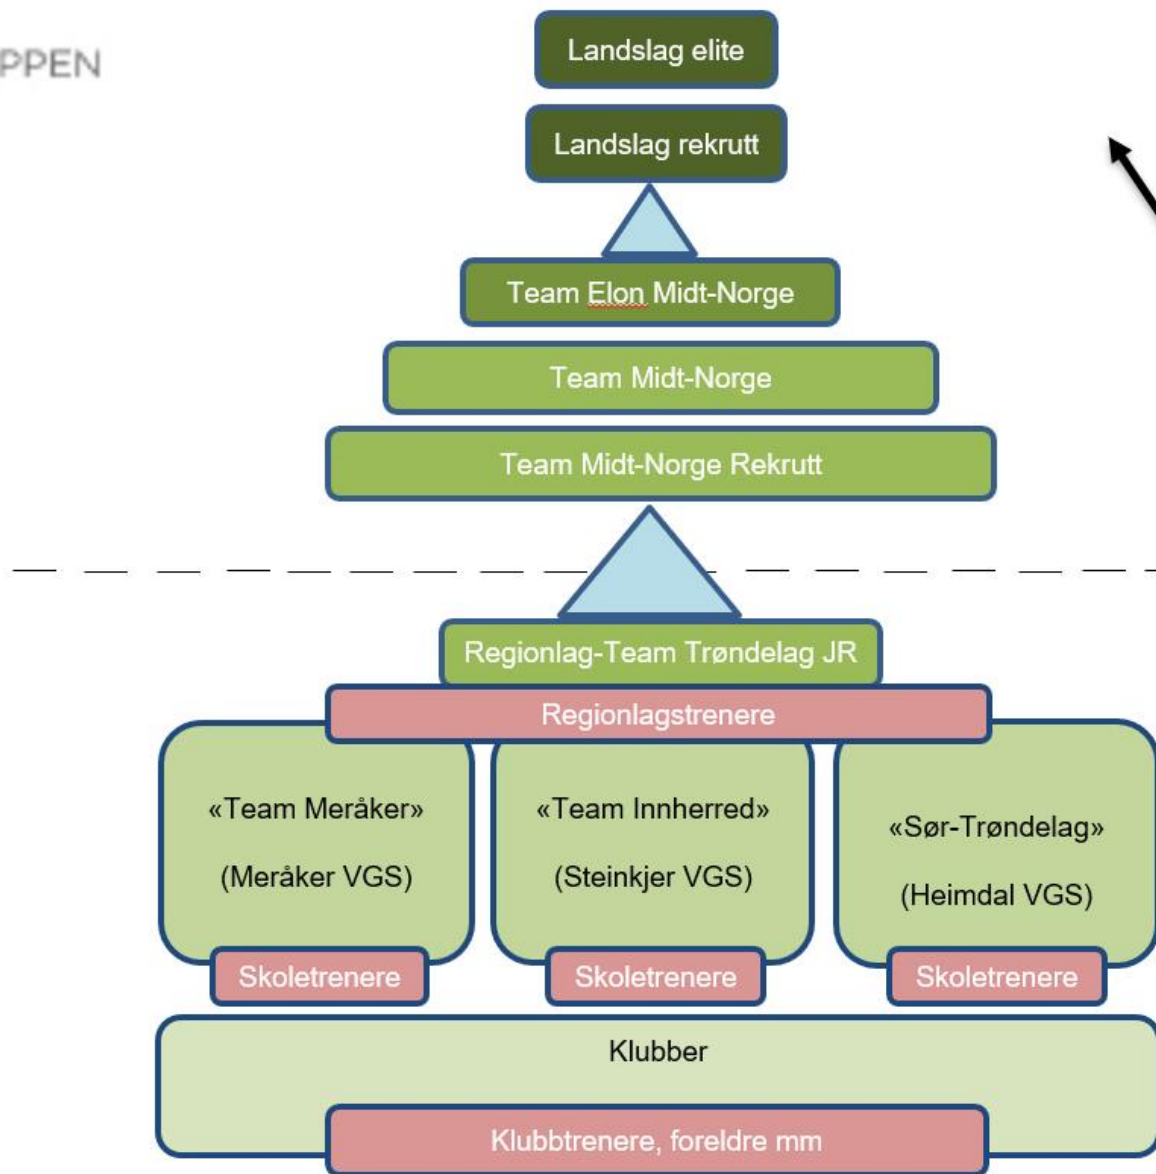 PPEN
Landslag elite
Landslag rekrutt
Team Elon Midt-Norge
Team Midt-Norge
Team Midt-Norge Rekrutt
Regionlag-Team Trøndelag JR
Regionlagstrenere
«Team Meråker»
(Meråker VGS)
«Team Innherred»
(Steinkjer VGS)
«Sør-Trøndelag»
(Heimdal VGS)
Skoletrenere
Skoletrenere
Skoletrenere
Klubber
Klubbtrenere, foreldre mm